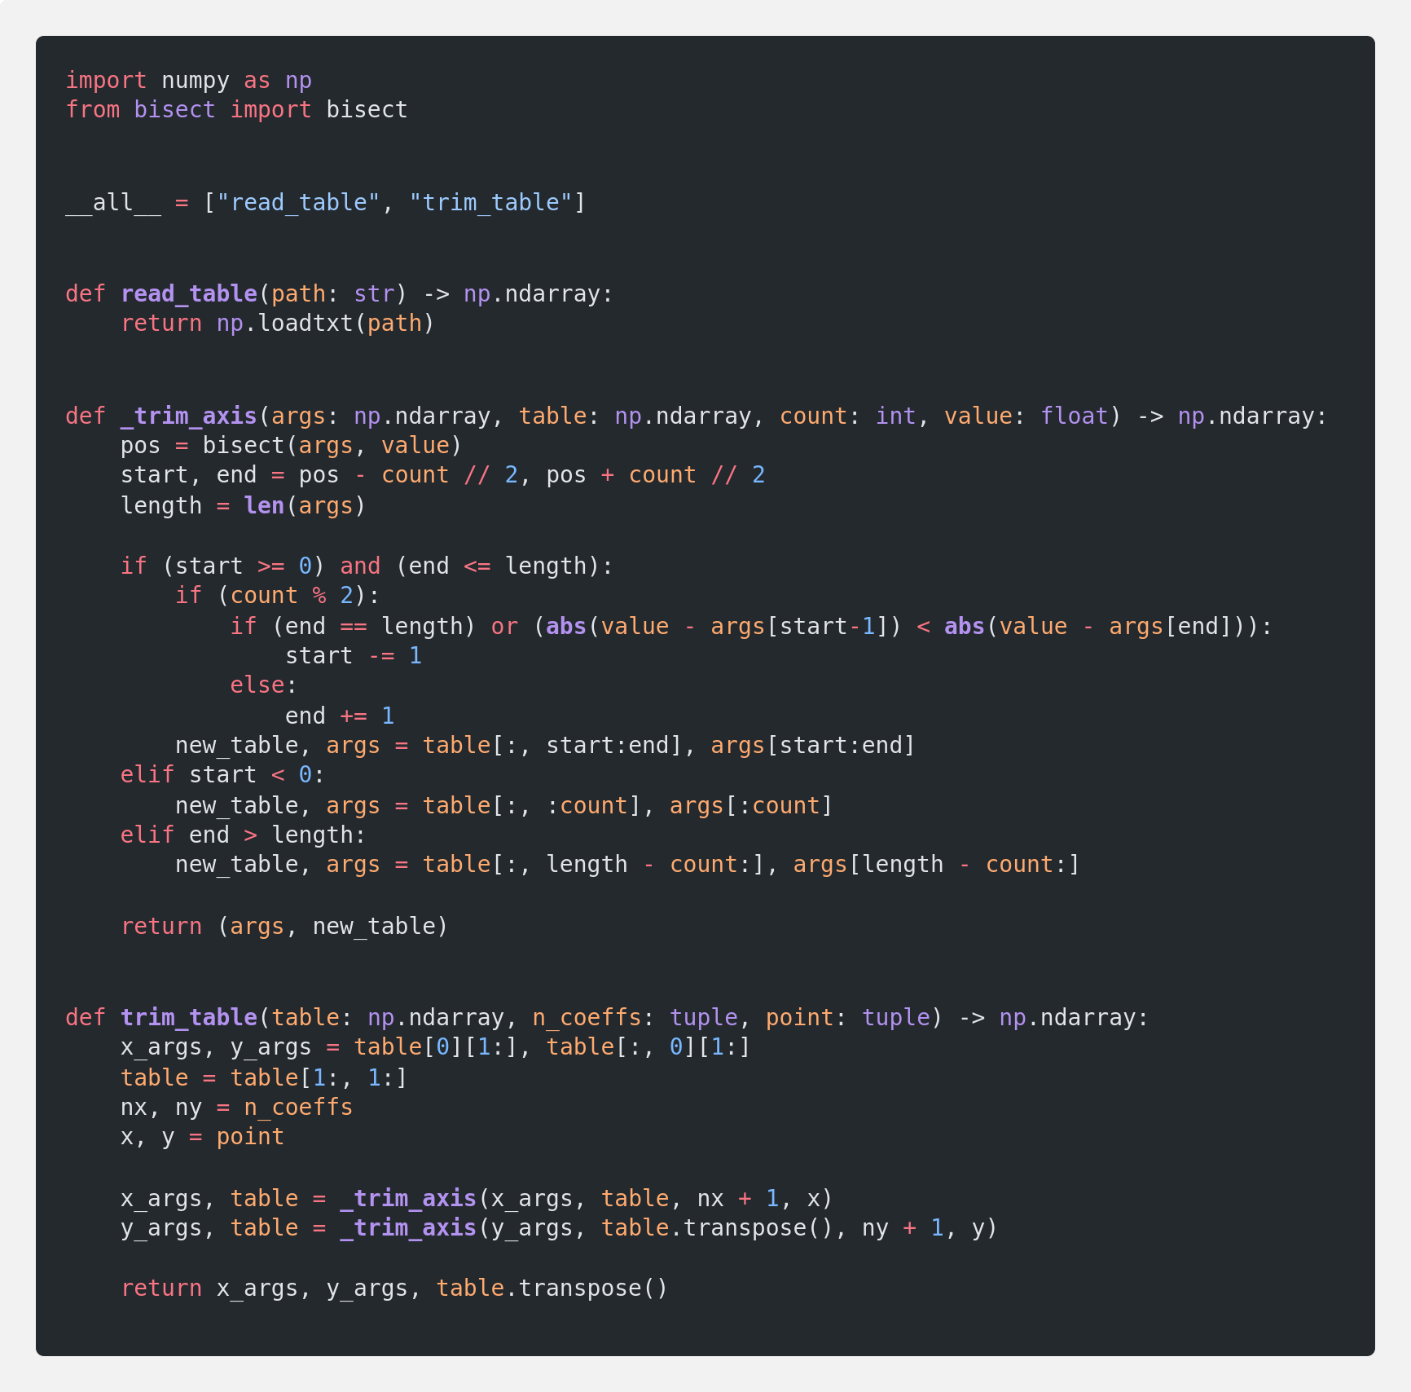 import numpy as np
from bisect import bisect


__all__ = ["read_table", "trim_table"]


def read_table(path: str) -> np.ndarray:
    return np.loadtxt(path)


def _trim_axis(args: np.ndarray, table: np.ndarray, count: int, value: float) -> np.ndarray:
    pos = bisect(args, value)
    start, end = pos - count // 2, pos + count // 2
    length = len(args)

    if (start >= 0) and (end <= length):
        if (count % 2):
            if (end == length) or (abs(value - args[start-1]) < abs(value - args[end])):
                start -= 1
            else:
                end += 1
        new_table, args = table[:, start:end], args[start:end]
    elif start < 0:
        new_table, args = table[:, :count], args[:count]
    elif end > length:
        new_table, args = table[:, length - count:], args[length - count:]

    return (args, new_table)


def trim_table(table: np.ndarray, n_coeffs: tuple, point: tuple) -> np.ndarray:
    x_args, y_args = table[0][1:], table[:, 0][1:]
    table = table[1:, 1:]
    nx, ny = n_coeffs
    x, y = point

    x_args, table = _trim_axis(x_args, table, nx + 1, x)
    y_args, table = _trim_axis(y_args, table.transpose(), ny + 1, y)

    return x_args, y_args, table.transpose()